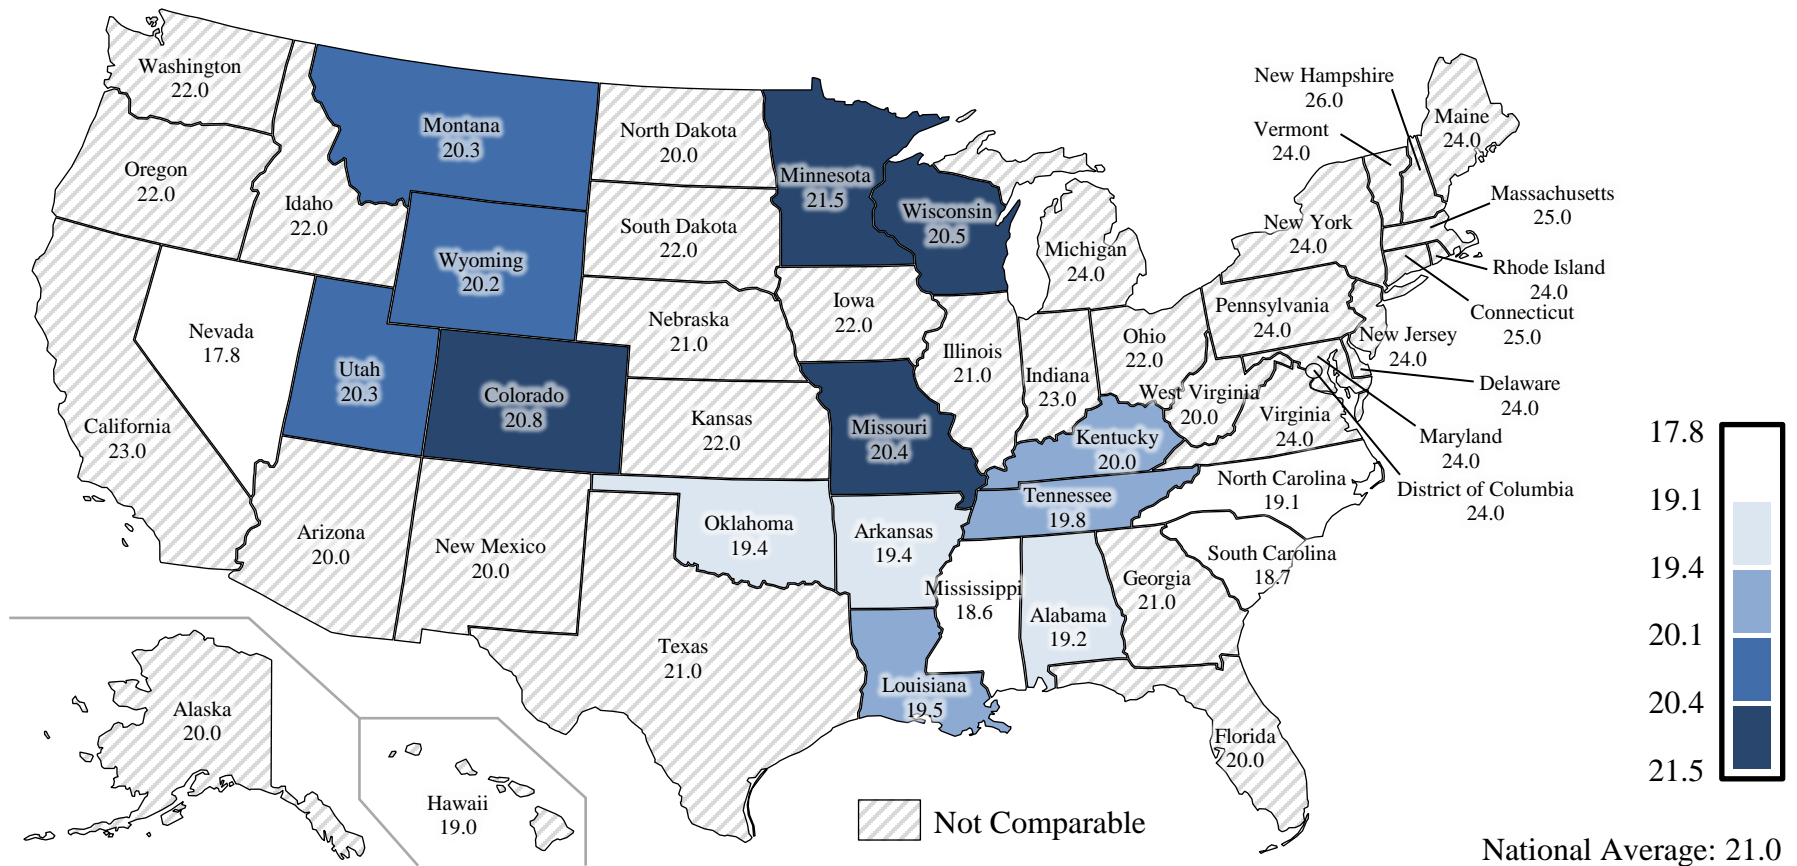 Washington
22.0
Oregon
22.0
California
23.0
Idaho
22.0
Nevada
17.8
Montana
20.3
Wyoming
20.2
Utah
20.3
Colorado
20.8
Arizona
20.0
New Mexico
20.0
North Dakota
20.0
South Dakota
22.0
Nebraska
21.0
Kansas
22.0
Oklahoma
19.4
Texas
21.0
Minnesota
21.5
Iowa
22.0
Missouri
20.4
Arkansas
19.4
Louisiana
19.5
Wisconsin
20.5
Illinois
21.0
Michigan
24.0
Indiana
23.0
Ohio
22.0
Kentucky
20.0
Tennessee
19.8
Mississippi
18.6
Alabama
19.2
Georgia
21.0
Florida
20.0
South Carolina
18.7
North Carolina
19.1
Virginia
24.0
West Virginia
20.0
Pennsylvania
24.0
New York
24.0
New Hampshire
26.0
Vermont
24.0
Maine
24.0
Massachusetts
25.0
Rhode Island
24.0
Connecticut
25.0
New Jersey
24.0
Delaware
24.0
Maryland
24.0
District of Columbia
24.0
Alaska
20.0
Hawaii
19.0
Not Comparable
17.8
19.1
19.4
20.1
20.4
21.5
National Average: 21.0